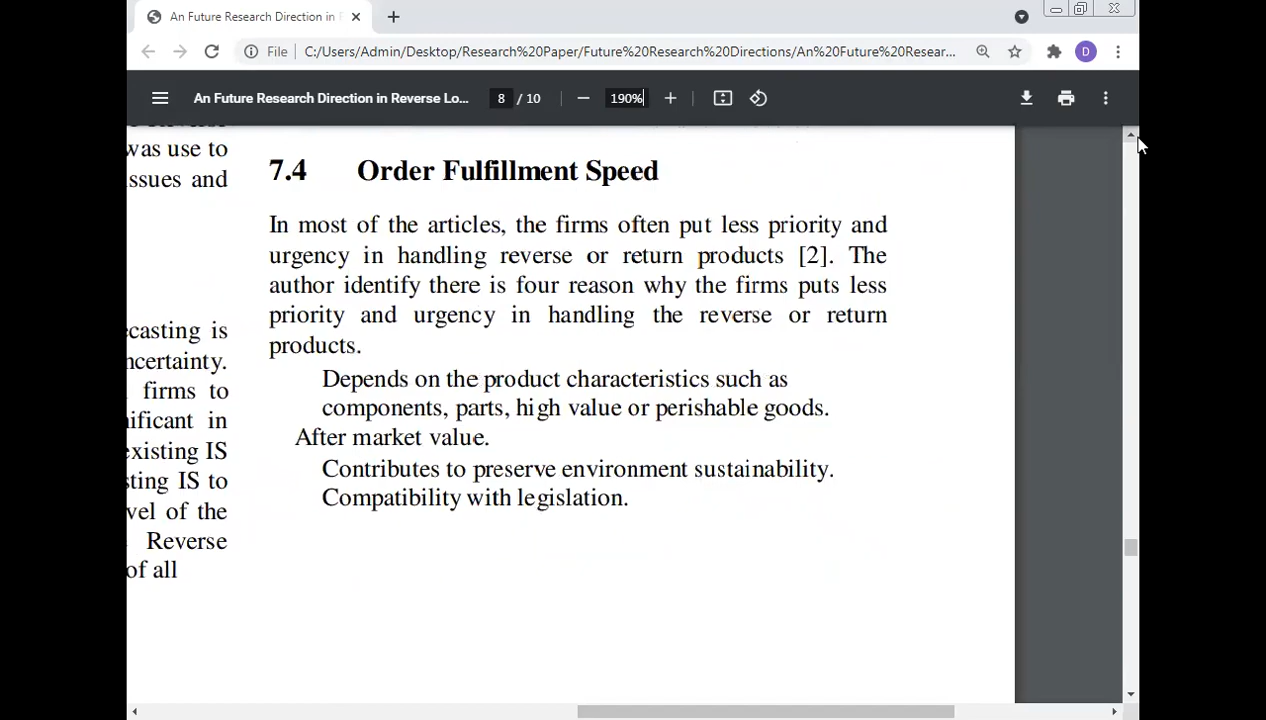 An Future Research Direction in
File
C:/Users/Admin/Desktop/Research%20Paper/Future%20Research%20Directions/An%20Future%20Resear...
D
An Future Research Direction in Reverse Lo...
8 / 10
190%
was use to
ssues and
ecasting is
ncertainty.
firms to
nificant in
existing IS
sting IS to
vel of the
Reverse
of all
7.4 Order Fulfillment Speed
In most of the articles, the firms often put less priority and
urgency in handling reverse or return products [2]. The
author identify there is four reason why the firms puts less
priority and urgency in handling the reverse or return
products.
Depends on the product characteristics such as
components, parts, high value or perishable goods.
After market value.
Contributes to preserve environment sustainability.
Compatibility with legislation.